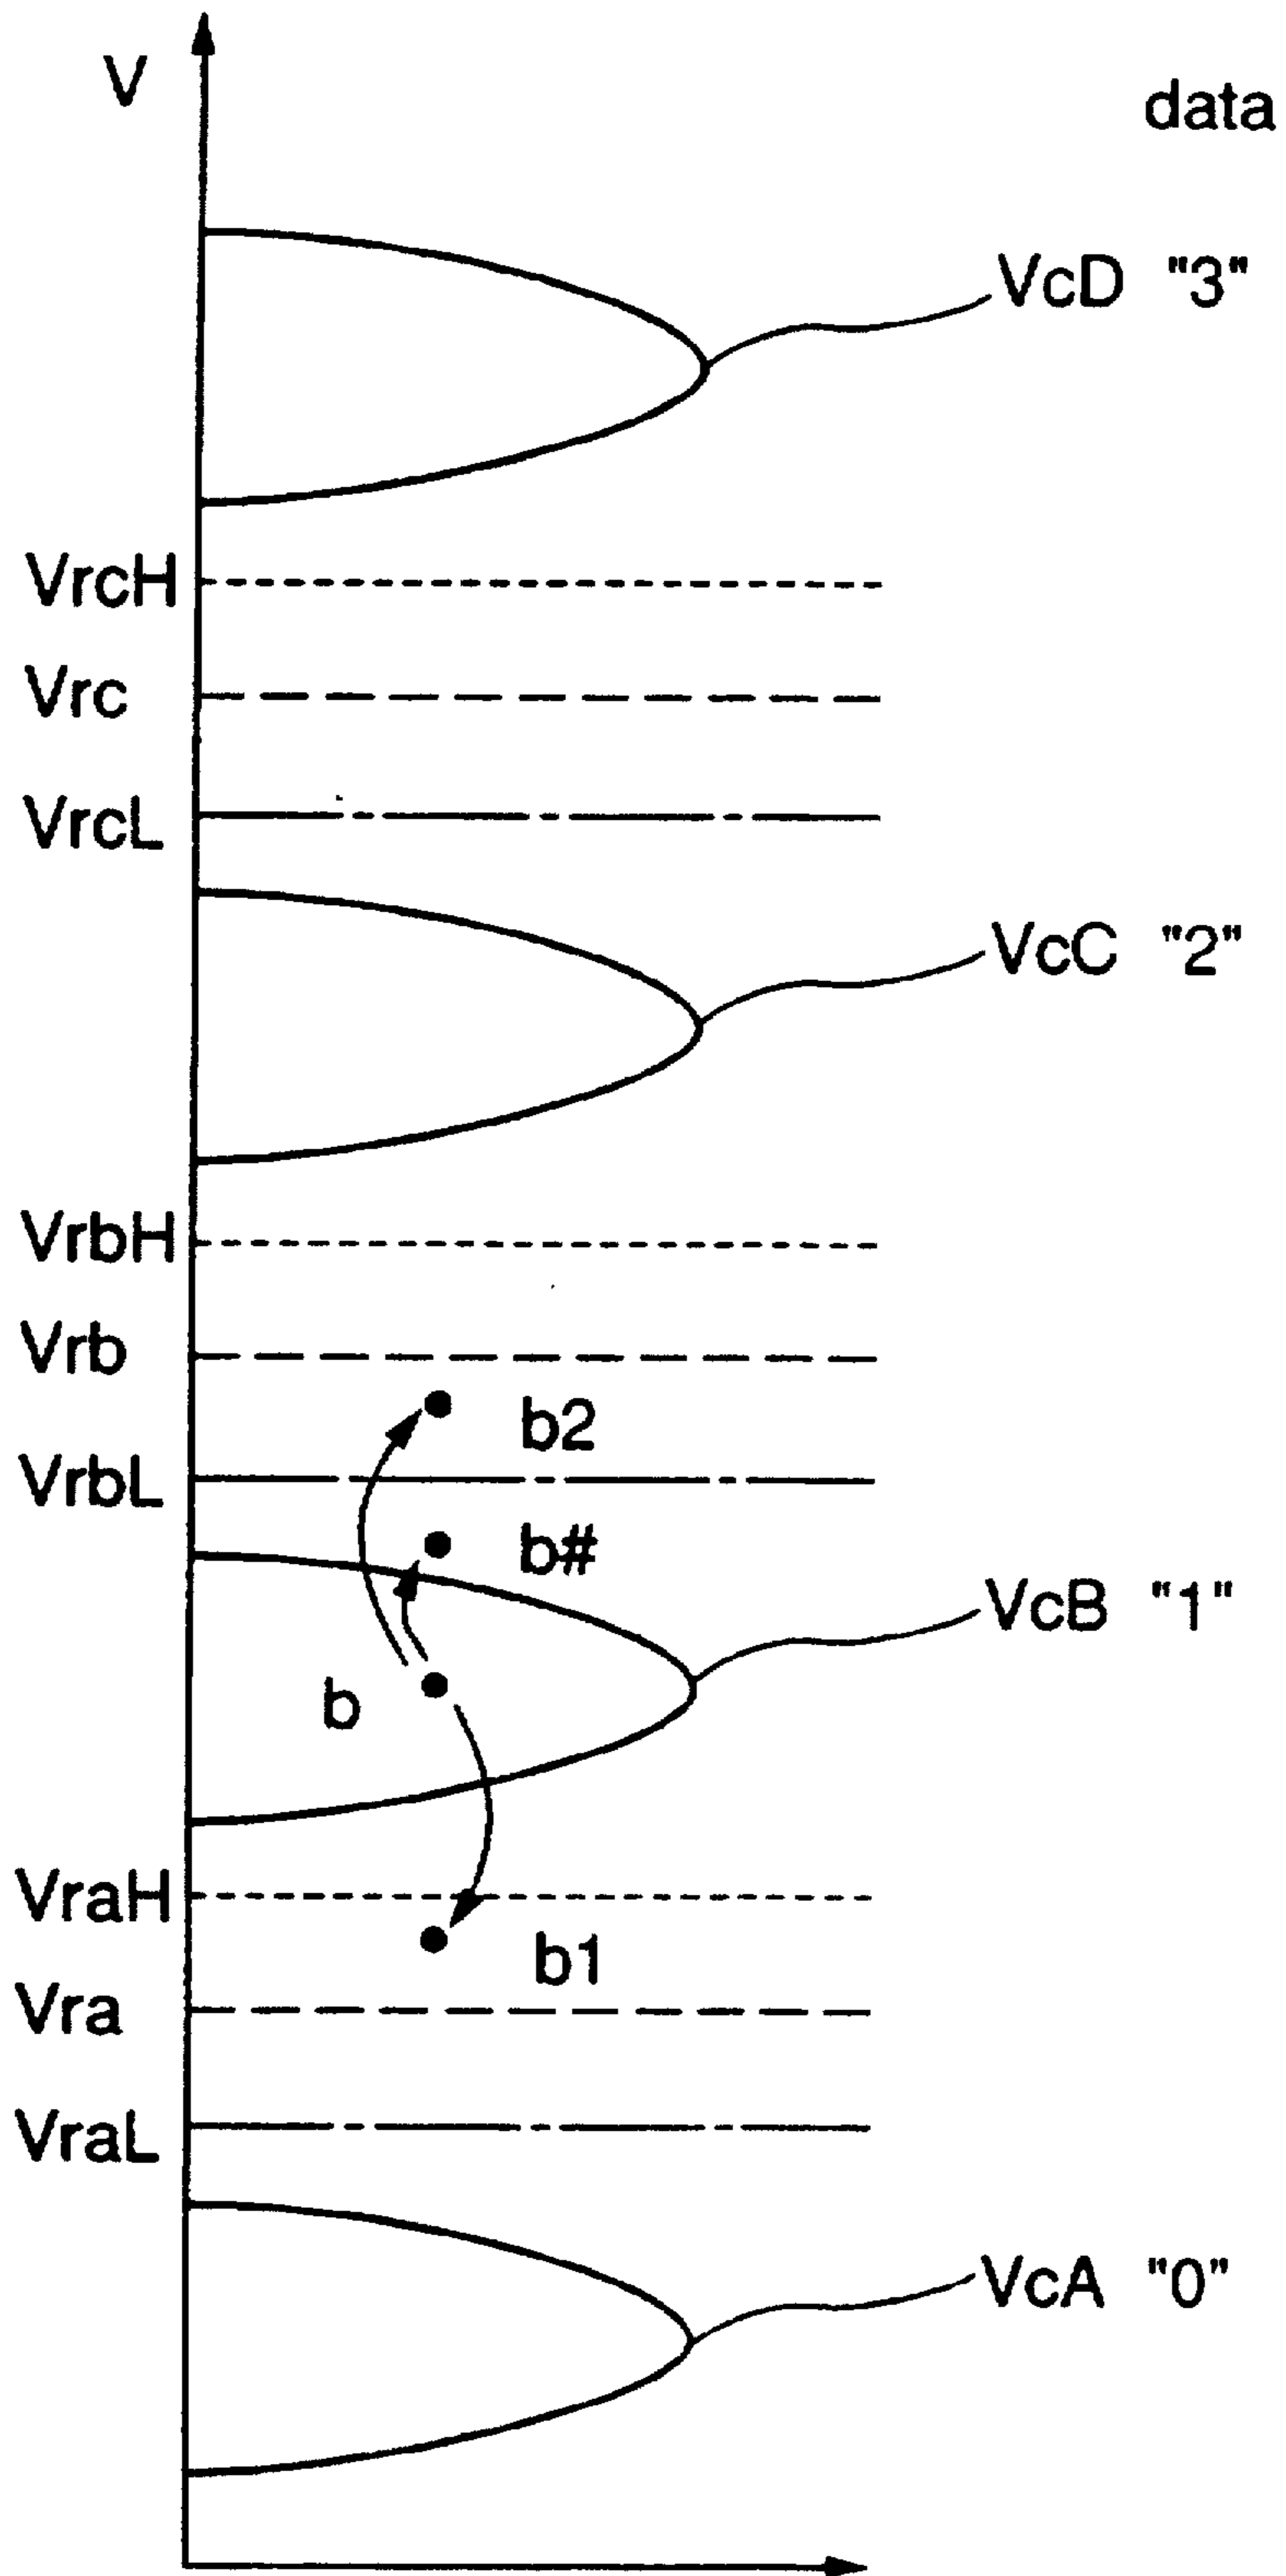 V
data
VcD "3"
VrcH
Vrc
VrcL
VcC "2"
VrbH
Vrb
b2
VrbL
b#
VcB "1"
b
VraH
b1
Vra
VraL
VcA "0"